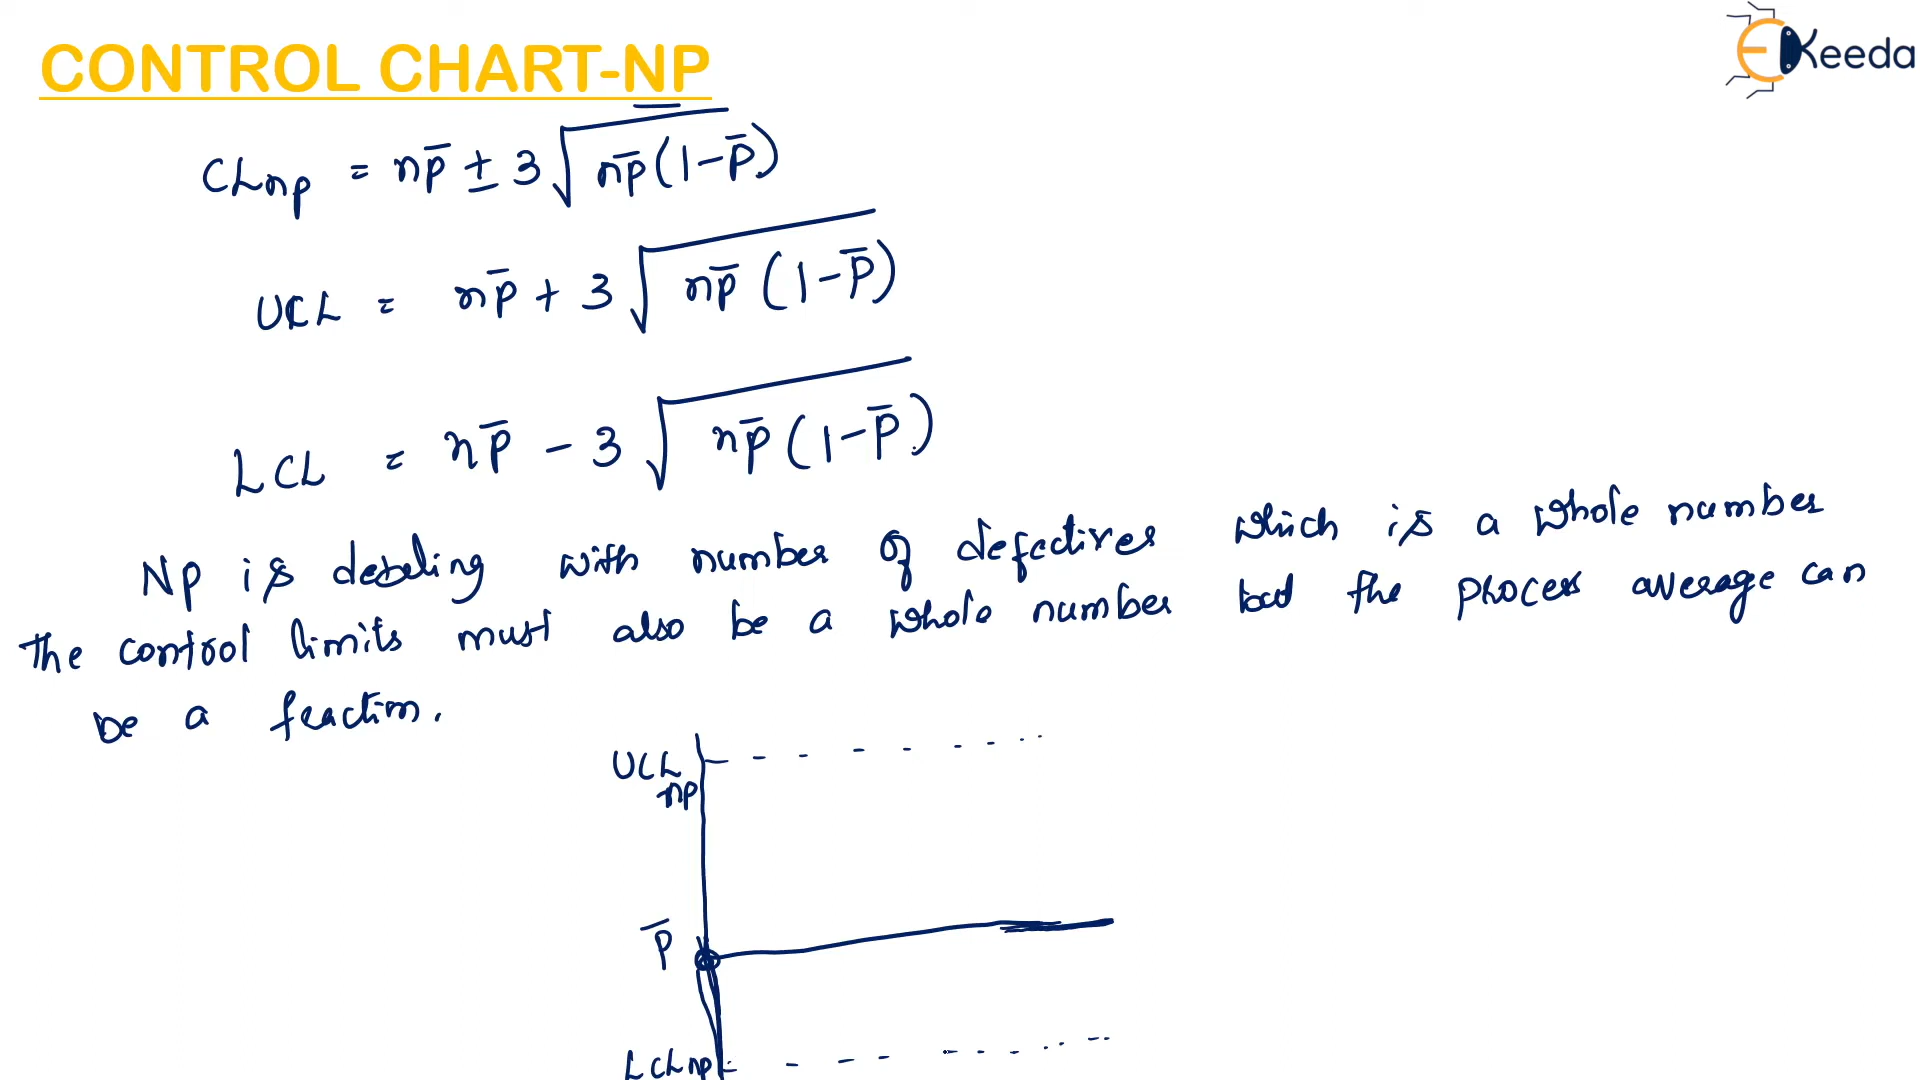 CONTROL CHART-NP
EKeeda
CLnp = np̅ ± 3√np̅(1-p̅)
UCL = np̅ + 3√np̅(1-p̅)
LCL = np̅ - 3√np̅(1-p̅)
Np is dealing with number of defectives which is a whole number
The control limits must also be a whole number but the process average can
be a fraction.
UCL
np
p̅
LCLnp